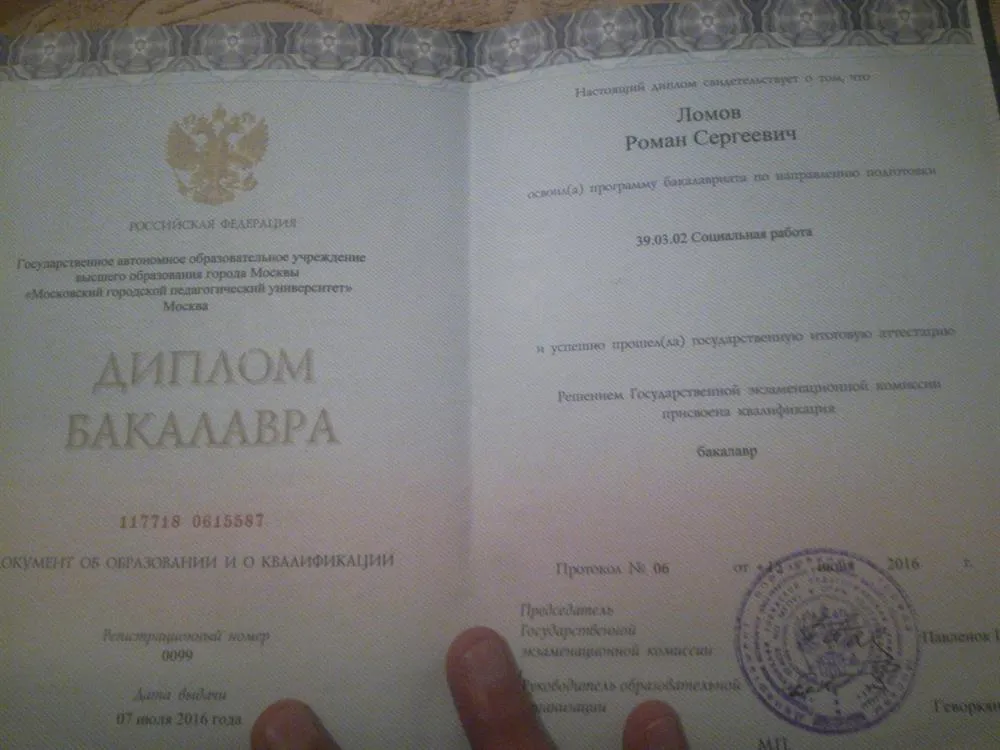 РОССИЙСКАЯ ФЕДЕРАЦИЯ
Государственное автономное образовательное учреждение
высшего образования города Москвы
«Московский городской педагогический университет»
Москва
ДИПЛОМ
БАКАЛАВРА
117718 0615587
ДОКУМЕНТ ОБ ОБРАЗОВАНИИ И О КВАЛИФИКАЦИИ
Регистрационный номер
0099
Дата выдачи
07 июля 2016 года
Настоящий диплом свидетельствует о том, что
Ломов
Роман Сергеевич
освоил(а) программу бакалавриата по направлению подготовки
39.03.02 Социальная работа
и успешно прошел(ла) государственную итоговую аттестацию
Решением Государственной экзаменационной комиссии
присвоена квалификация
бакалавр
Протокол № 06 от 2016 г.
Председатель
Государственной
экзаменационной комиссии
Павленок
Руководитель образовательной
организации
Геворкян
М.П.